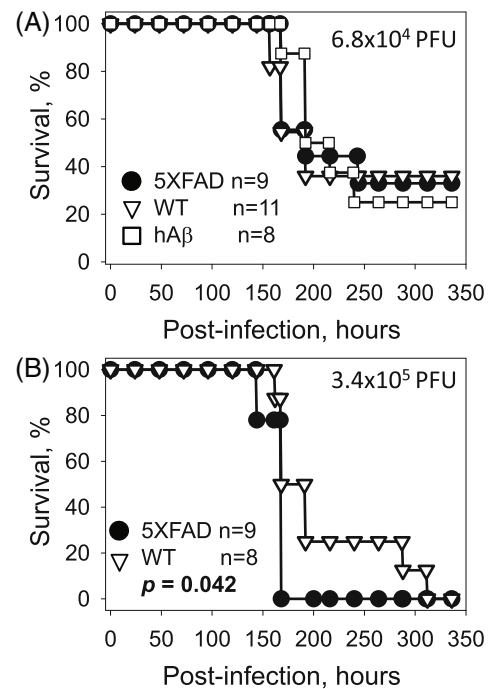 (A)
6.8x10⁴ PFU
100
80
60
40
20
0
Survival, %
5XFAD n=9
WT n=11
hAβ n=8
0 50 100 150 200 250 300 350
Post-infection, hours
(B)
3.4x10⁵ PFU
100
80
60
40
20
0
Survival, %
5XFAD n=9
WT n=8
p = 0.042
0 50 100 150 200 250 300 350
Post-infection, hours